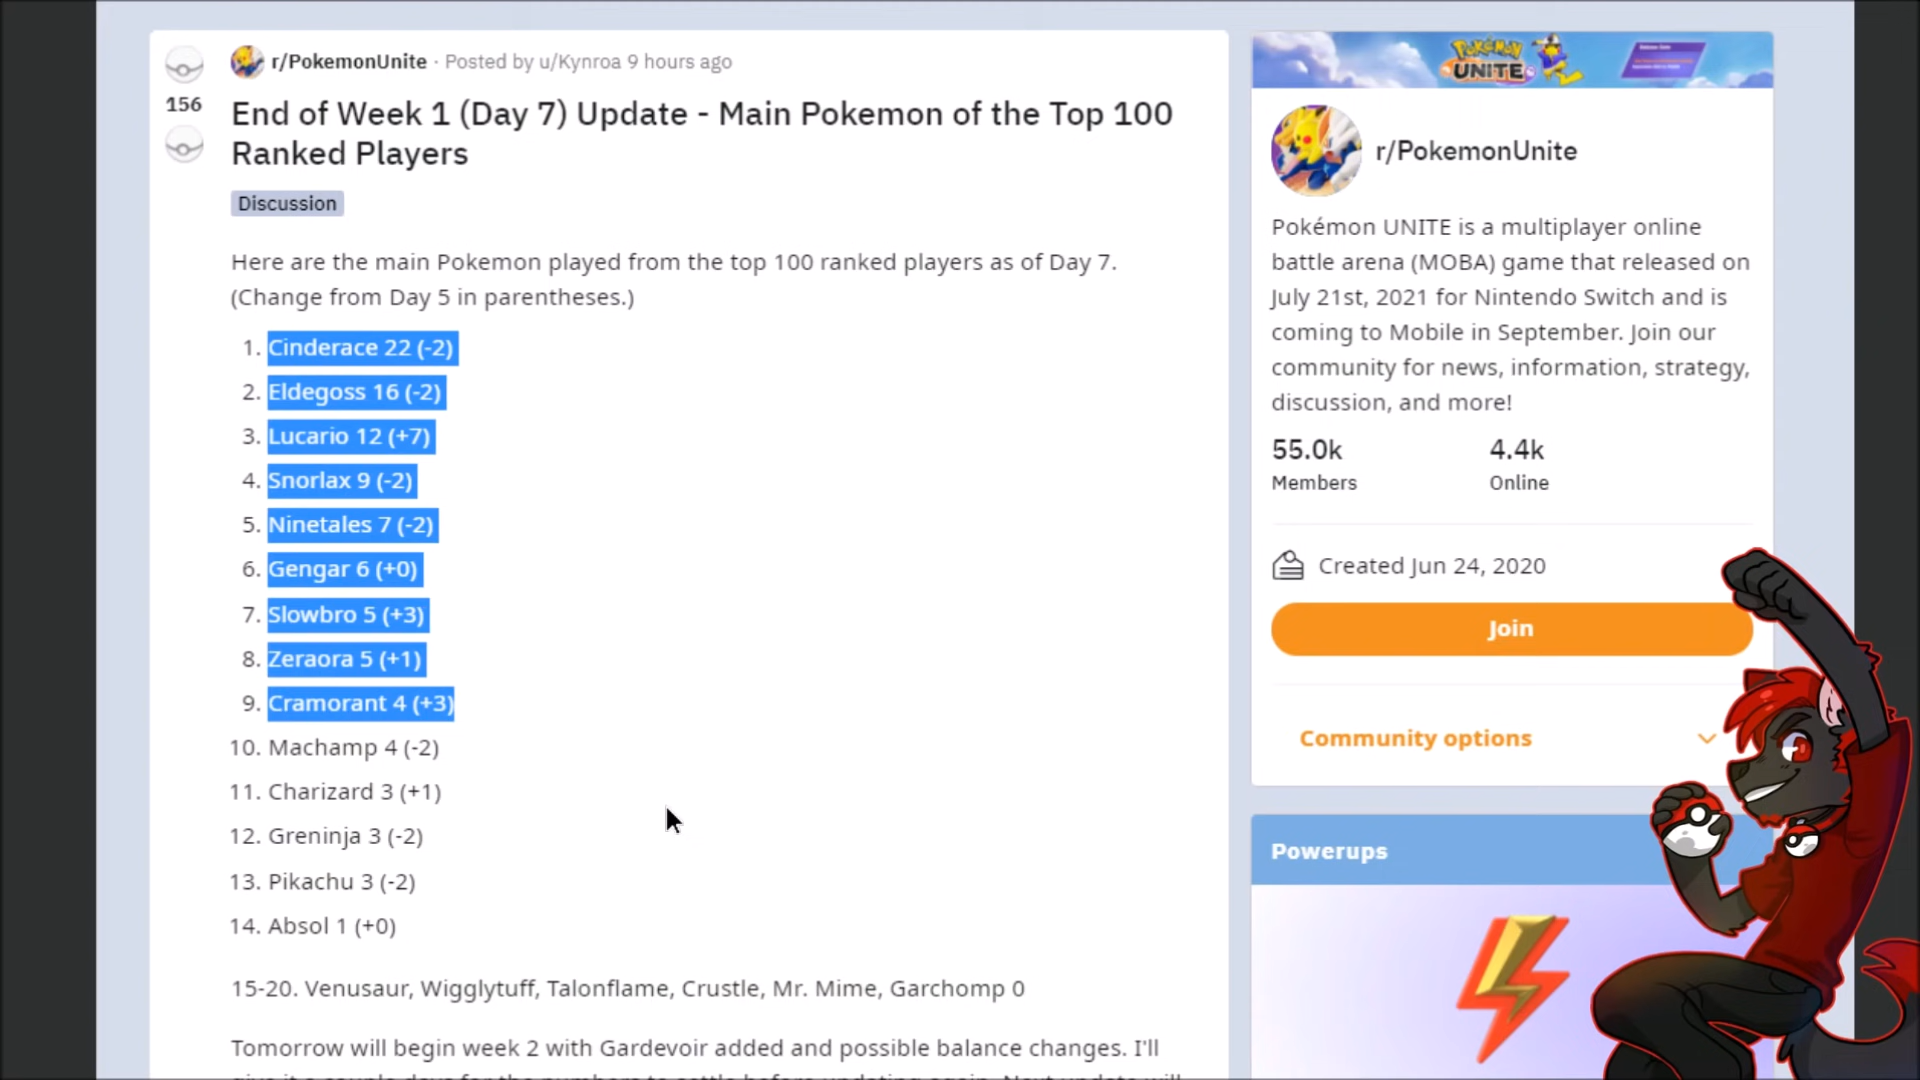 r/PokemonUnite · Posted by u/Kynroa 9 hours ago
156
End of Week 1 (Day 7) Update - Main Pokemon of the Top 100
Ranked Players
Discussion
Here are the main Pokemon played from the top 100 ranked players as of Day 7.
(Change from Day 5 in parentheses.)
1. Cinderace 22 (-2)
2. Eldegoss 16 (-2)
3. Lucario 12 (+7)
4. Snorlax 9 (-2)
5. Ninetales 7 (-2)
6. Gengar 6 (+0)
7. Slowbro 5 (+3)
8. Zeraora 5 (+1)
9. Cramorant 4 (+3)
10. Machamp 4 (-2)
11. Charizard 3 (+1)
12. Greninja 3 (-2)
13. Pikachu 3 (-2)
14. Absol 1 (+0)
15-20. Venusaur, Wigglytuff, Talonflame, Crustle, Mr. Mime, Garchomp 0
Tomorrow will begin week 2 with Gardevoir added and possible balance changes. I'll
POKÉMON
UNITE
r/PokemonUnite
Pokémon UNITE is a multiplayer online
battle arena (MOBA) game that released on
July 21st, 2021 for Nintendo Switch and is
coming to Mobile in September. Join our
community for news, information, strategy,
discussion, and more!
55.0k 4.4k
Members Online
Created Jun 24, 2020
Join
Community options
Powerups